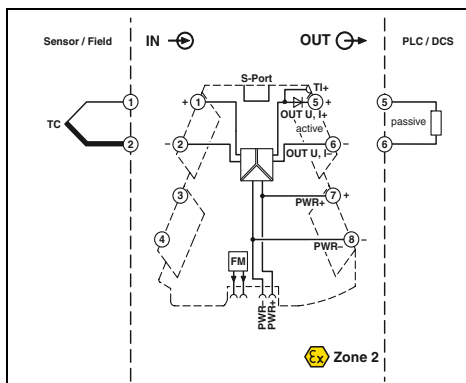 Sensor / Field
IN
OUT
PLC / DCS
S-Port
TI+
1
+ 1
5 +
5
OUT U, I+
TC
active
passive
2
– 2
6 –
6
OUT U, I–
3
7 +
PWR+
4
8 –
PWR–
FM
PWR–
PWR+
Ex Zone 2